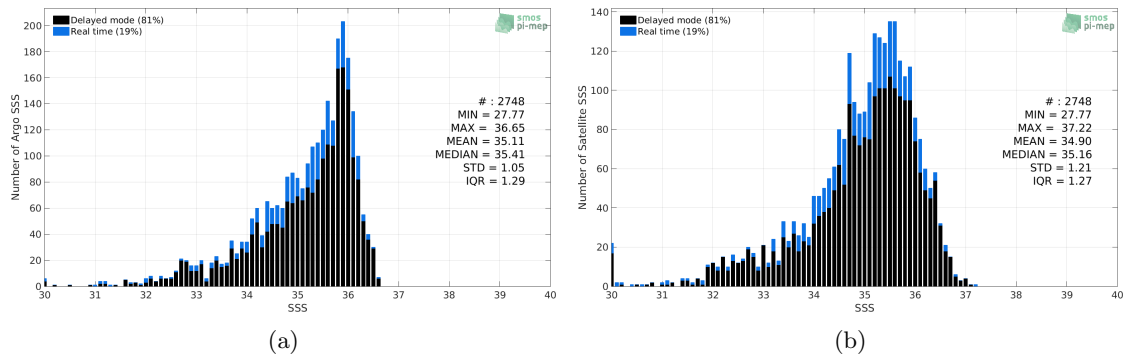 Delayed mode (81%)
Real time (19%)
smos
pi-mep
Number of Argo SSS
200
180
160
140
120
100
80
60
40
20
0
# : 2748
MIN = 27.77
MAX = 36.65
MEAN = 35.11
MEDIAN = 35.41
STD = 1.05
IQR = 1.29
30 31 32 33 34 35 36 37 38 39 40
SSS
(a)
Delayed mode (81%)
Real time (19%)
smos
pi-mep
Number of Satellite SSS
140
120
100
80
60
40
20
0
# : 2748
MIN = 27.77
MAX = 37.22
MEAN = 34.90
MEDIAN = 35.16
STD = 1.21
IQR = 1.27
30 31 32 33 34 35 36 37 38 39 40
SSS
(b)